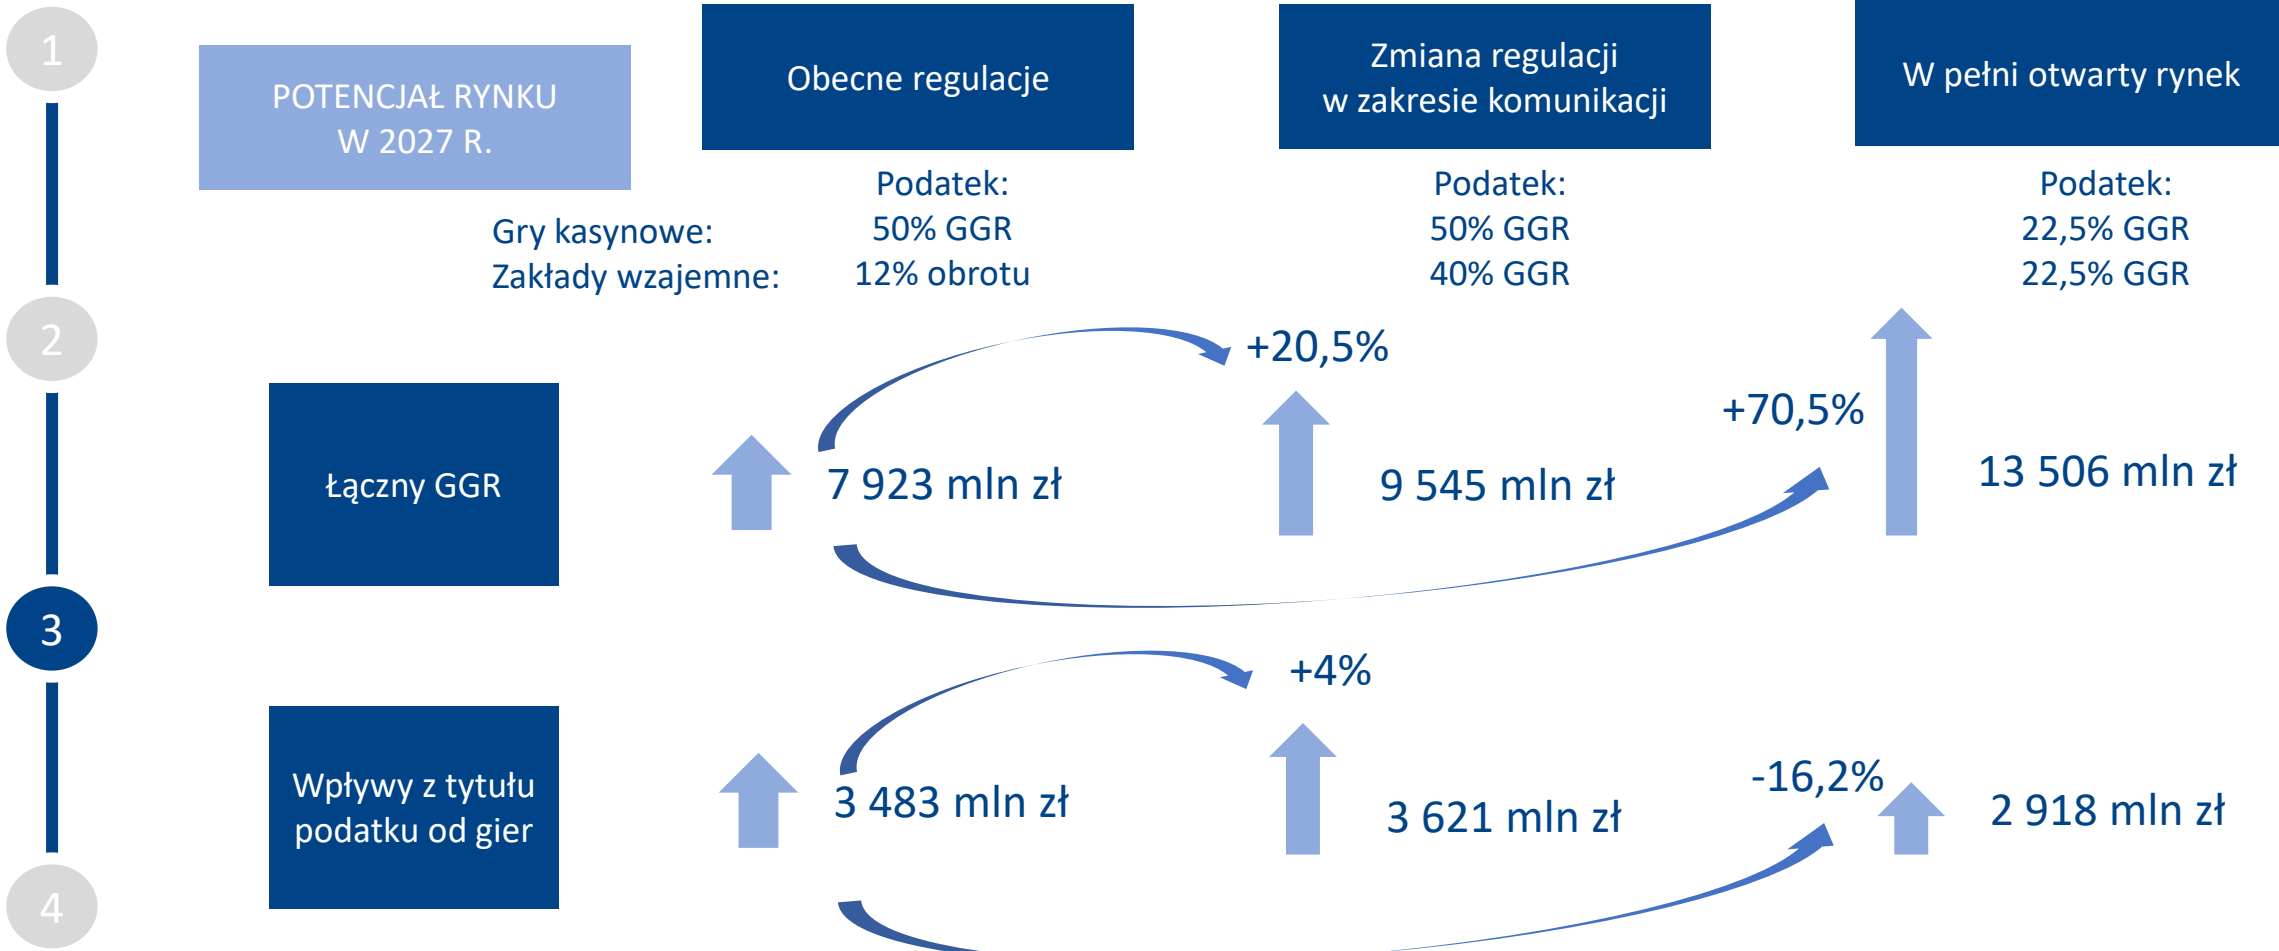 1
POTENCJAŁ RYNKU
W 2027 R.
Obecne regulacje
Zmiana regulacji
w zakresie komunikacji
W pełni otwarty rynek
Podatek:
Podatek:
Podatek:
Gry kasynowe:
50% GGR
50% GGR
22,5% GGR
Zakłady wzajemne:
12% obrotu
40% GGR
22,5% GGR
2
+20,5%
+70,5%
Łączny GGR
7 923 mln zł
9 545 mln zł
13 506 mln zł
3
+4%
-16,2%
Wpływy z tytułu
podatku od gier
3 483 mln zł
3 621 mln zł
2 918 mln zł
4